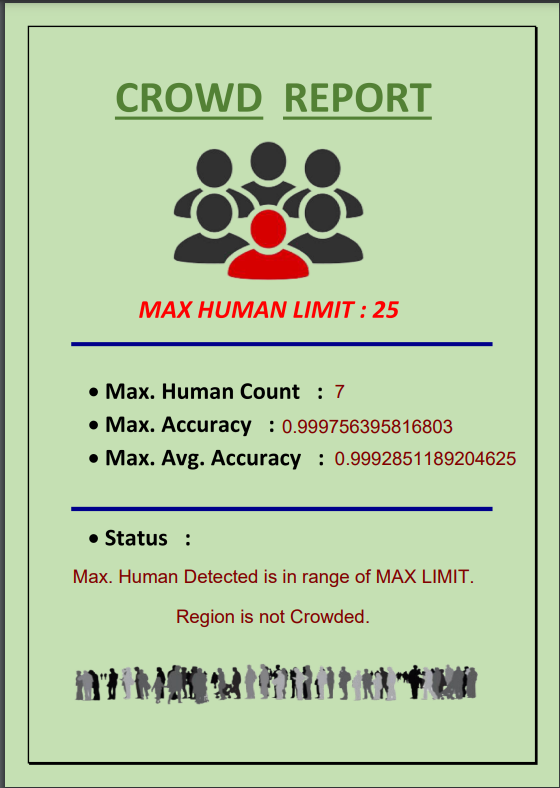 CROWD REPORT
MAX HUMAN LIMIT : 25
• Max. Human Count : 7
• Max. Accuracy : 0.999756395816803
• Max. Avg. Accuracy : 0.9992851189204625
• Status :
Max. Human Detected is in range of MAX LIMIT.
Region is not Crowded.